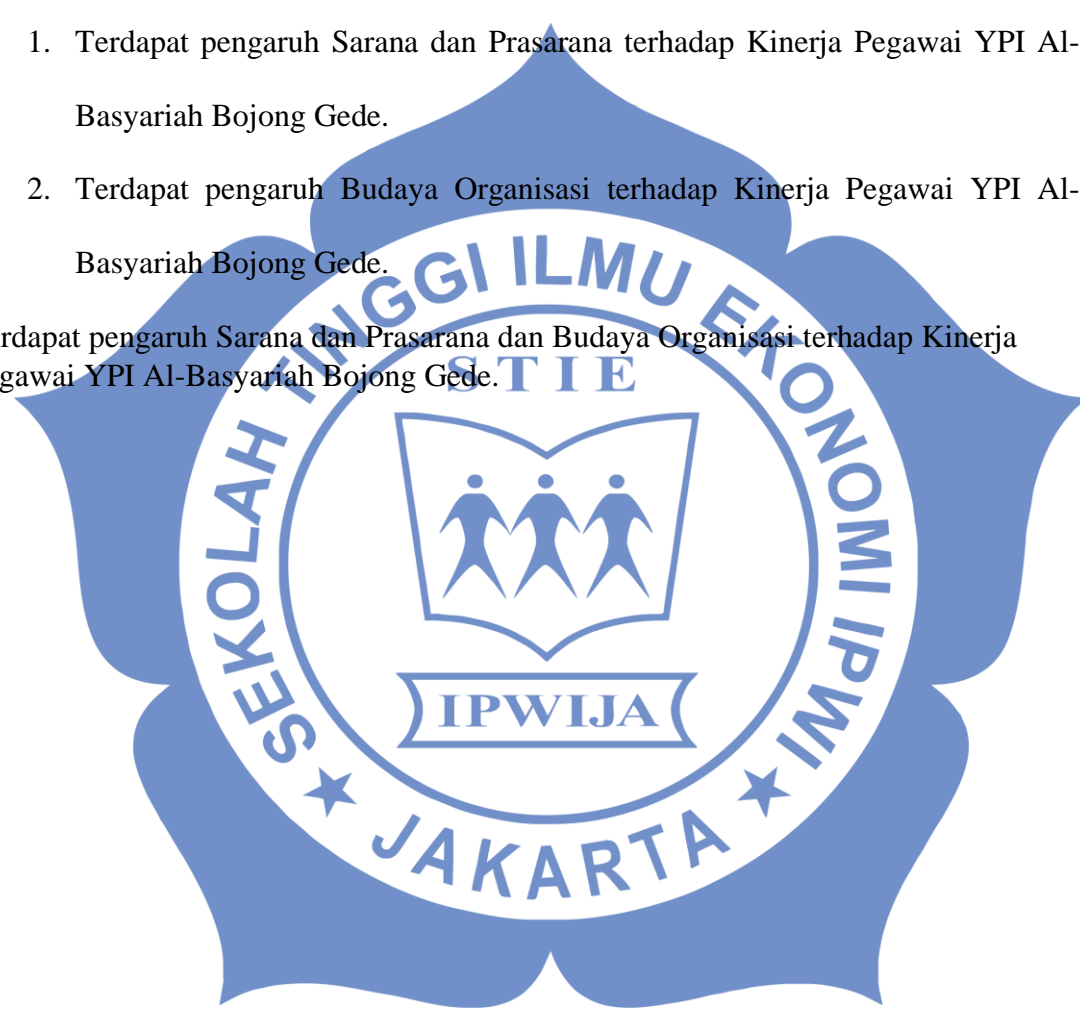 1. Terdapat pengaruh Sarana dan Prasarana terhadap Kinerja Pegawai YPI Al-
Basyariah Bojong Gede.
2. Terdapat pengaruh Budaya Organisasi terhadap Kinerja Pegawai YPI Al-
Basyariah Bojong Gede.
rdapat pengaruh Sarana dan Prasarana dan Budaya Organisasi terhadap Kinerja
gawai YPI Al-Basyariah Bojong Gede.
SEKOLAH TINGGI ILMU EKONOMI IPWI
STIE
IPWIJA
★ JAKARTA ★